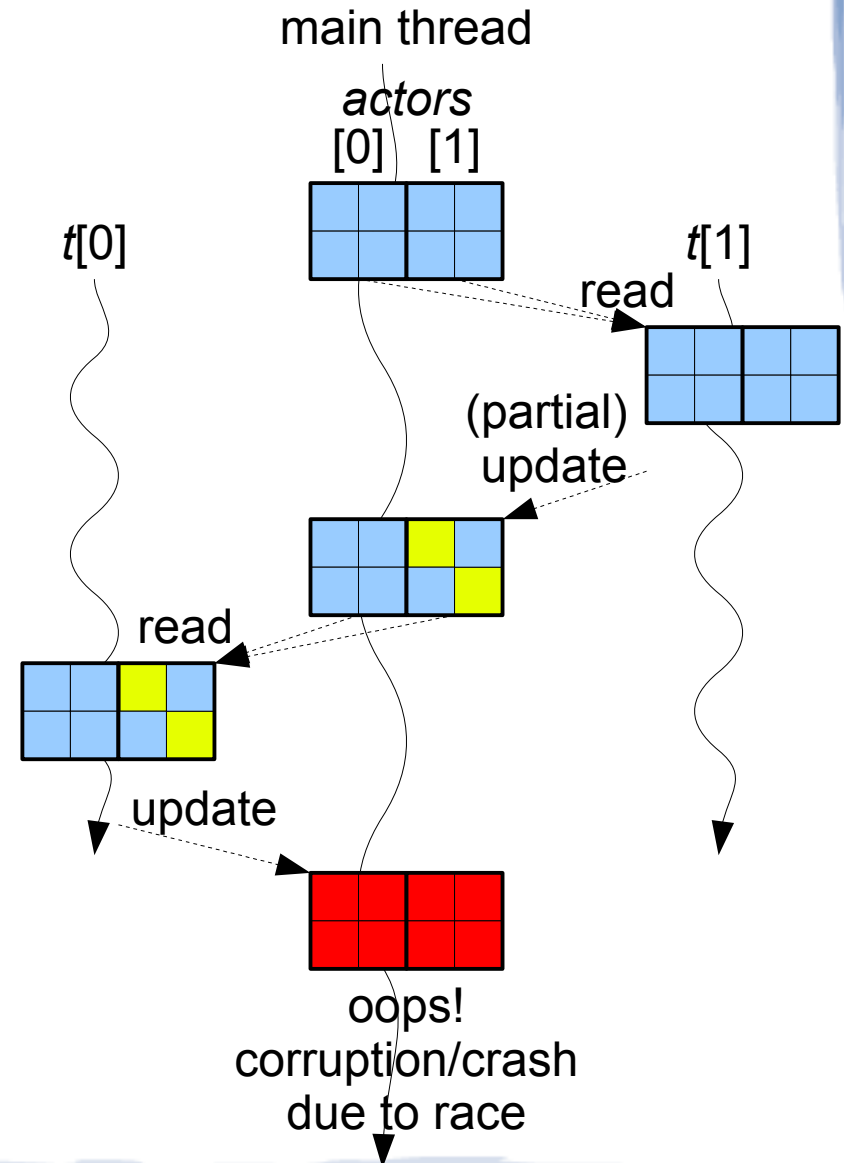 main thread
actors
[0] [1]
t[0]
t[1]
read
(partial)
update
read
update
oops!
corruption/crash
due to race